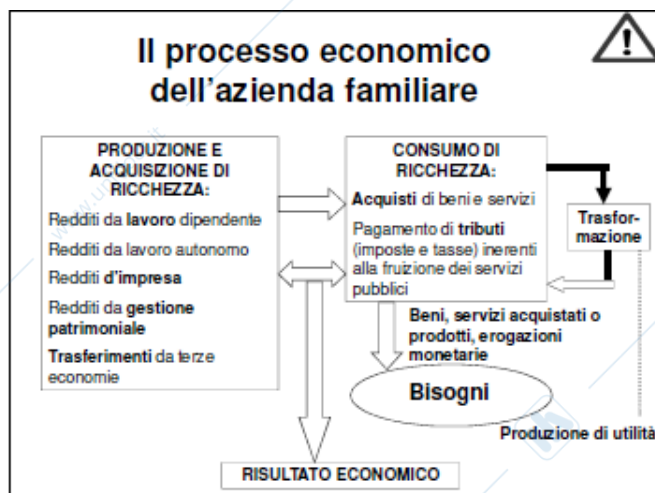 Il processo economico
dell'azienda familiare
PRODUZIONE E
ACQUISIZIONE DI
RICCHEZZA:
Redditi da lavoro dipendente
Redditi da lavoro autonomo
Redditi d'impresa
Redditi da gestione
patrimoniale
Trasferimenti da terze
economie
CONSUMO DI
RICCHEZZA:
Acquisti di beni e servizi
Pagamento di tributi
(imposte e tasse) inerenti
alla fruizione dei servizi
pubblici
Trasfor-
mazione
Beni, servizi acquistati o
prodotti, erogazioni
monetarie
Bisogni
Produzione di utilità
RISULTATO ECONOMICO